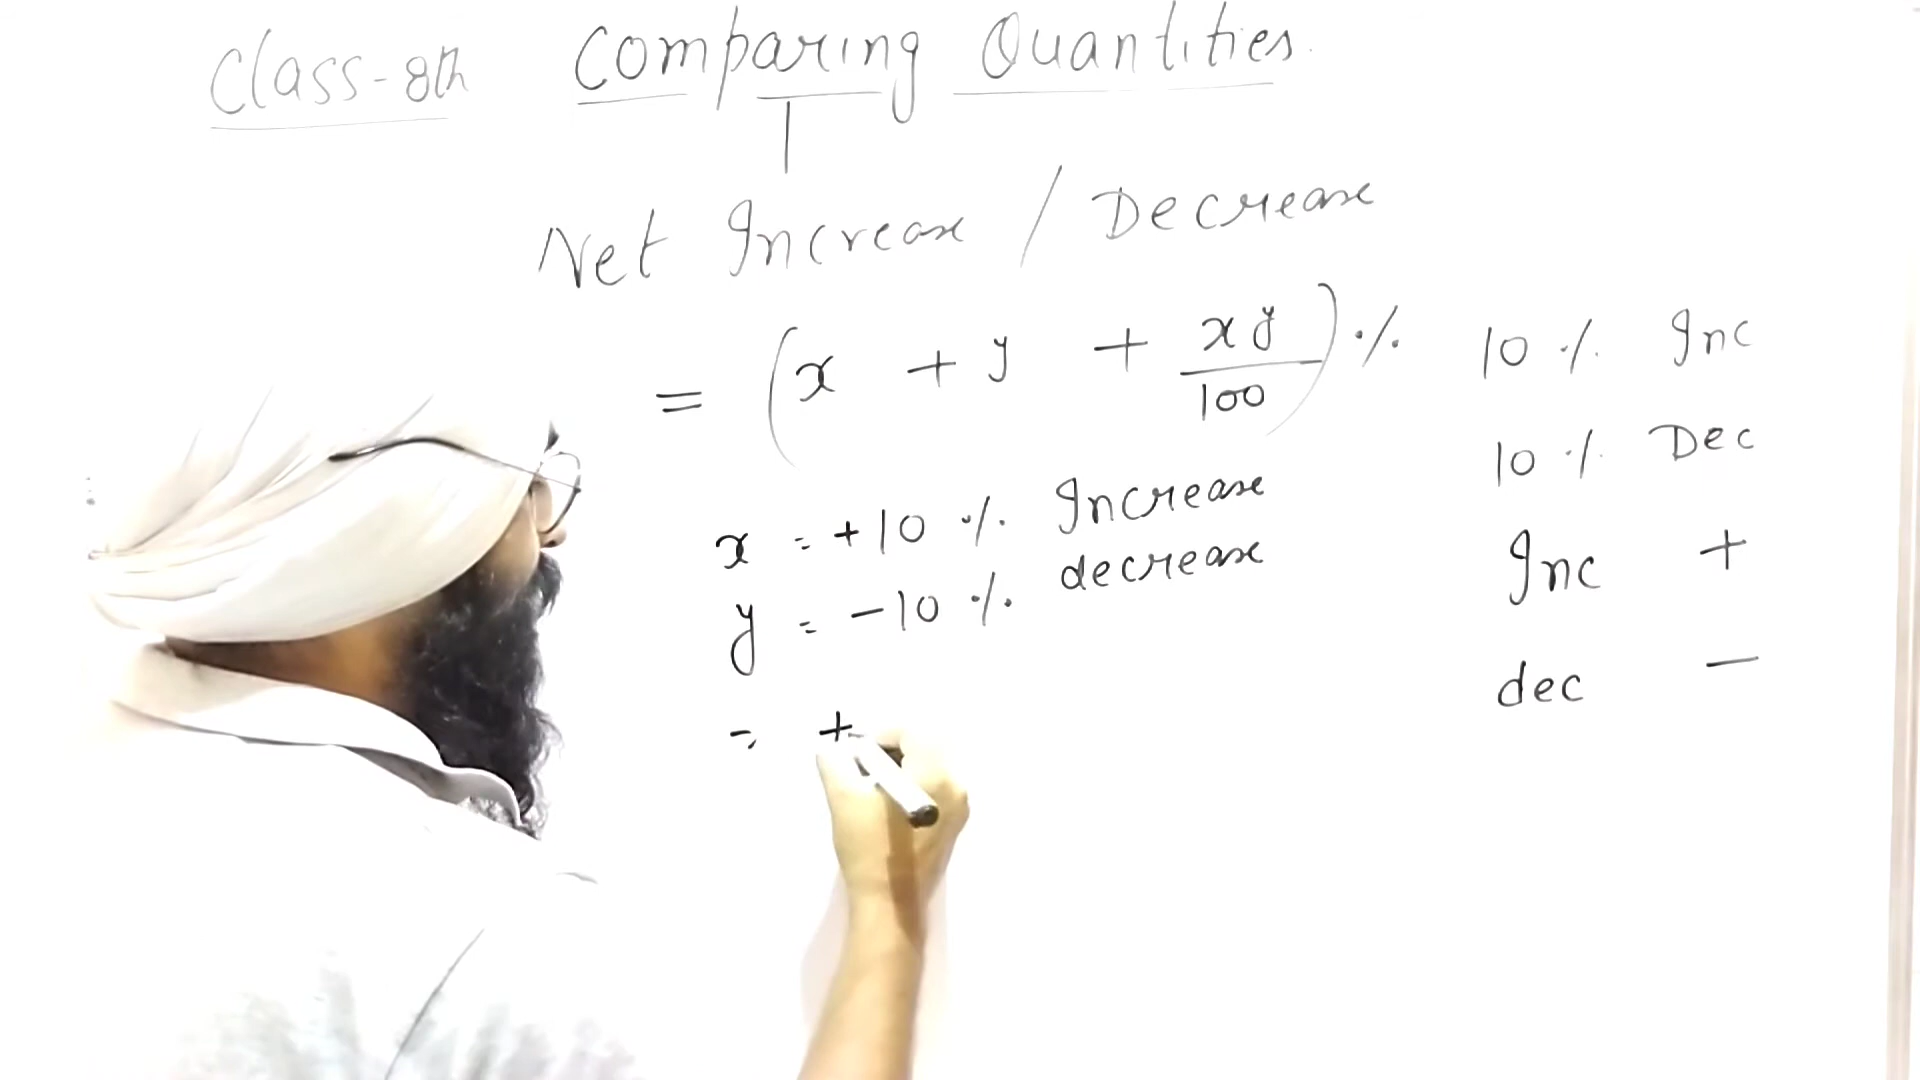 Class-8th Comparing Quantities.
Net Increase / Decrease
= (x + y + xy/100) %
x = +10 % Increase
y = -10 % decrease
= +
10 % Inc
10 % Dec
Inc +
dec -